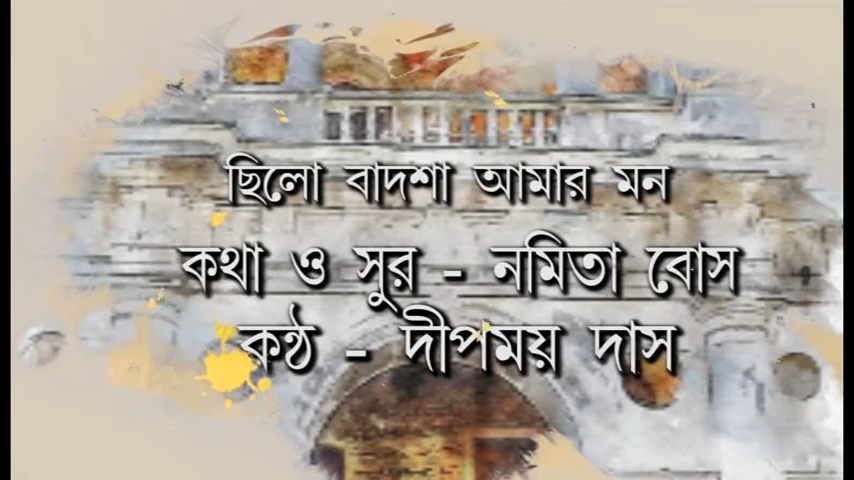 ছিলো বাদশা আমার মন
কথা ও সুর - নমিতা বোস
কন্ঠ - দীপময় দাস